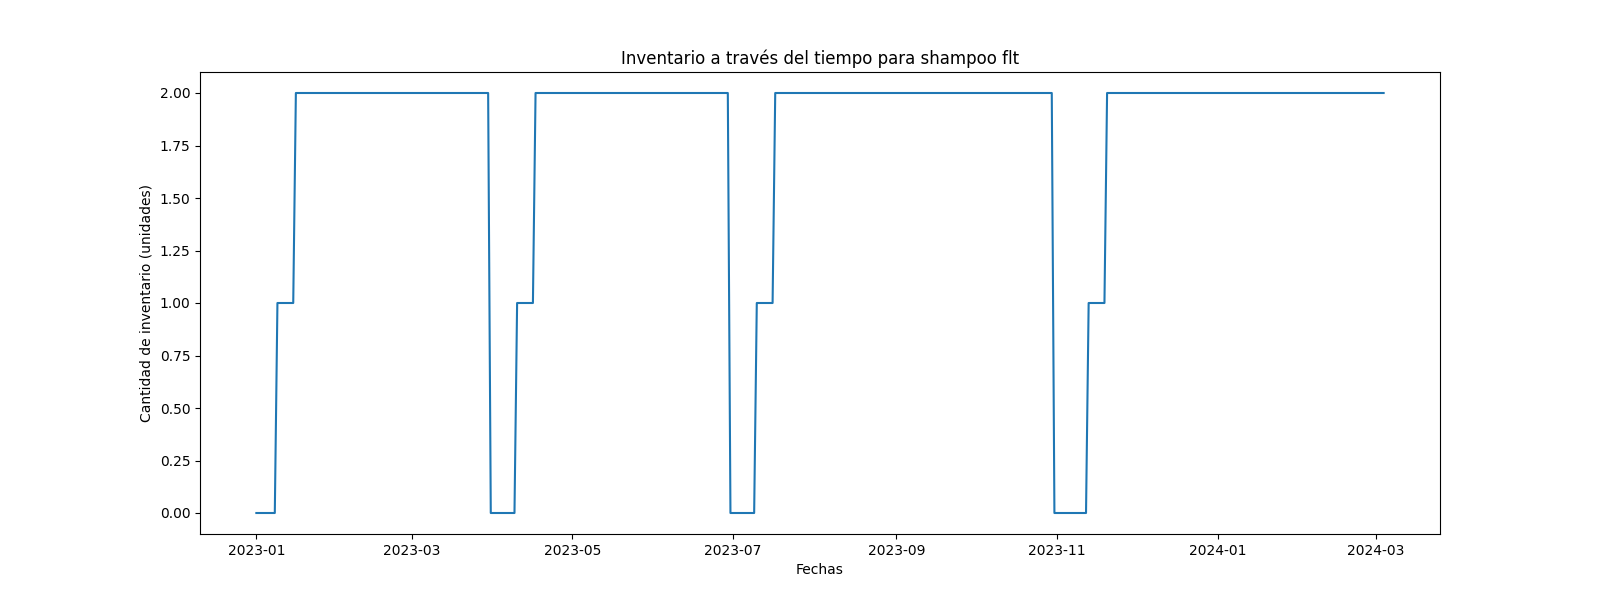 Inventario a través del tiempo para shampoo flt
Cantidad de inventario (unidades)
2.00
1.75
1.50
1.25
1.00
0.75
0.50
0.25
0.00
2023-01 2023-03 2023-05 2023-07 2023-09 2023-11 2024-01 2024-03
Fechas